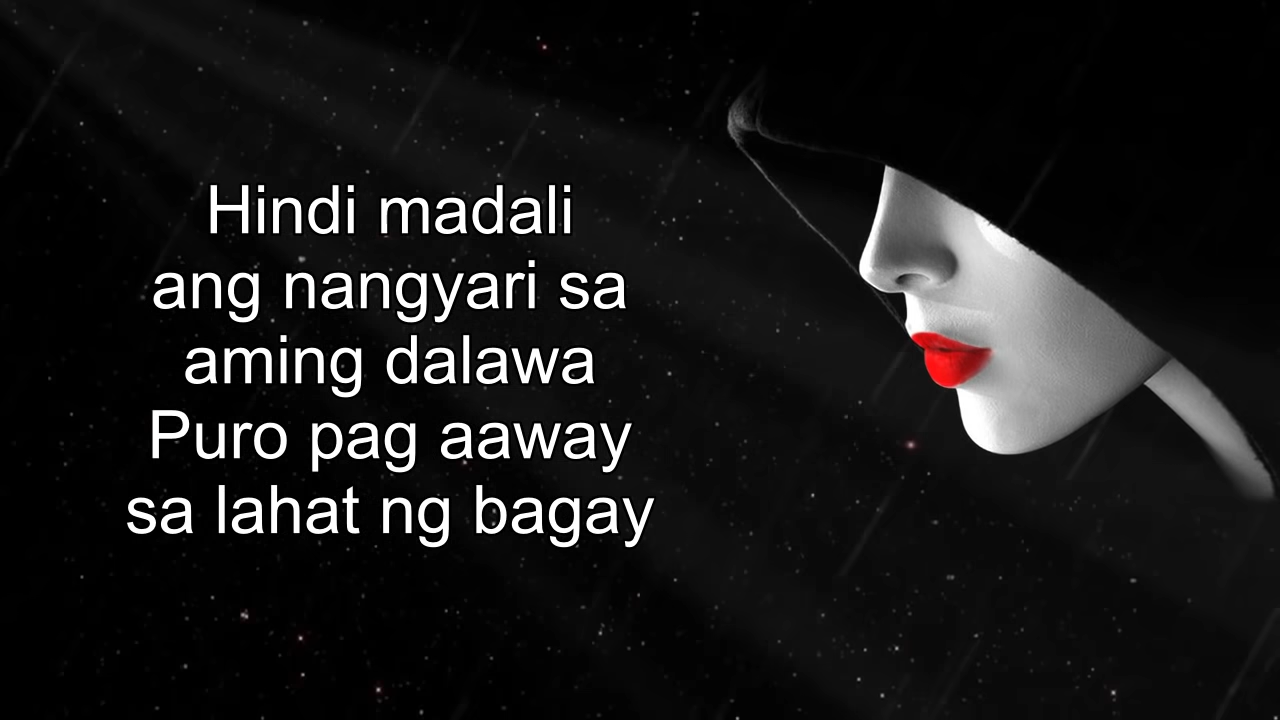 Hindi madali
ang nangyari sa
aming dalawa
Puro pag aaway
sa lahat ng bagay